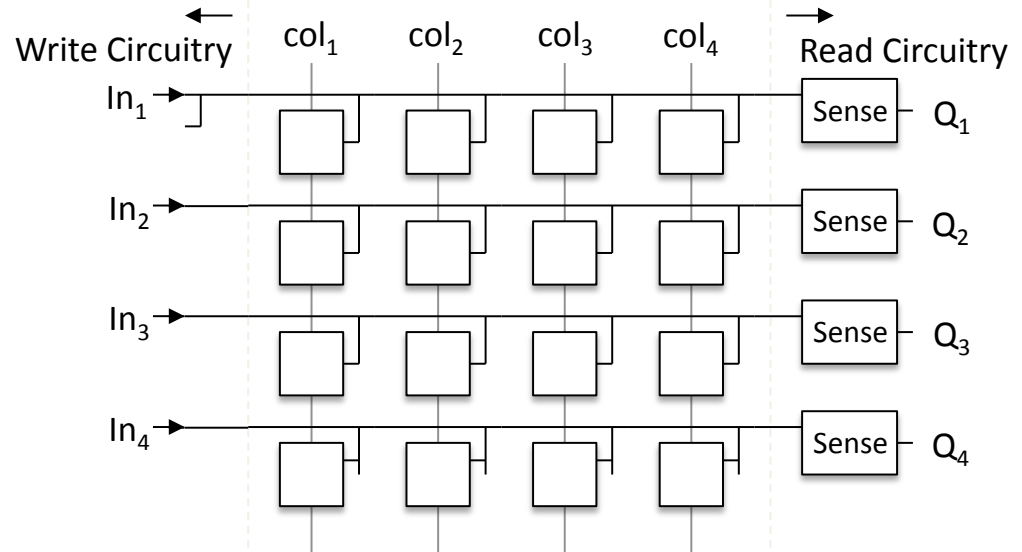 Write Circuitry
col₁ col₂ col₃ col₄
Read Circuitry
In₁ Sense Q₁
In₂ Sense Q₂
In₃ Sense Q₃
In₄ Sense Q₄